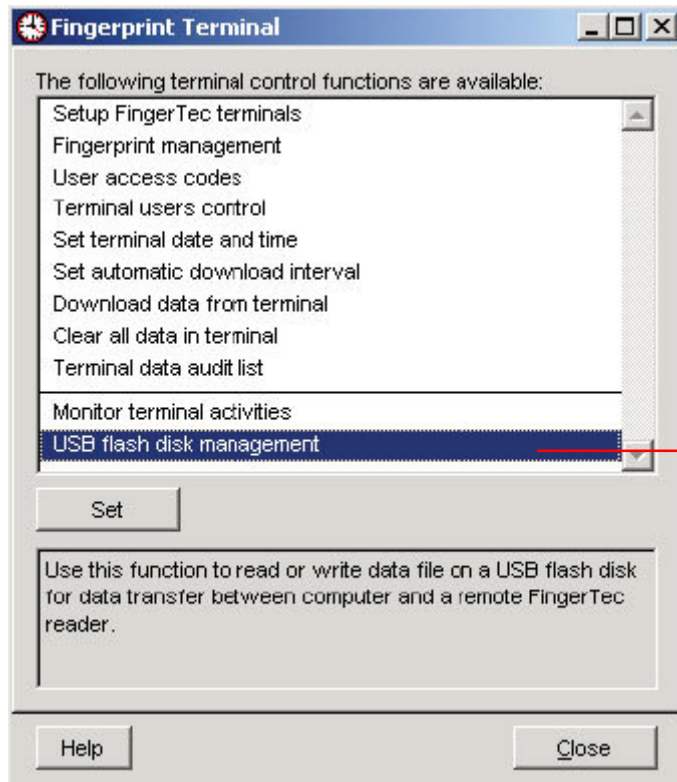 Fingerprint Terminal
The following terminal control functions are available:
Setup FingerTec terminals
Fingerprint management
User access codes
Terminal users control
Set terminal date and time
Set automatic download interval
Download data from terminal
Clear all data in terminal
Terminal data audit list
Monitor terminal activities
USB flash disk management
Set
Use this function to read or write data file on a USB flash disk
for data transfer between computer and a remote FingerTec
reader.
Help
Close